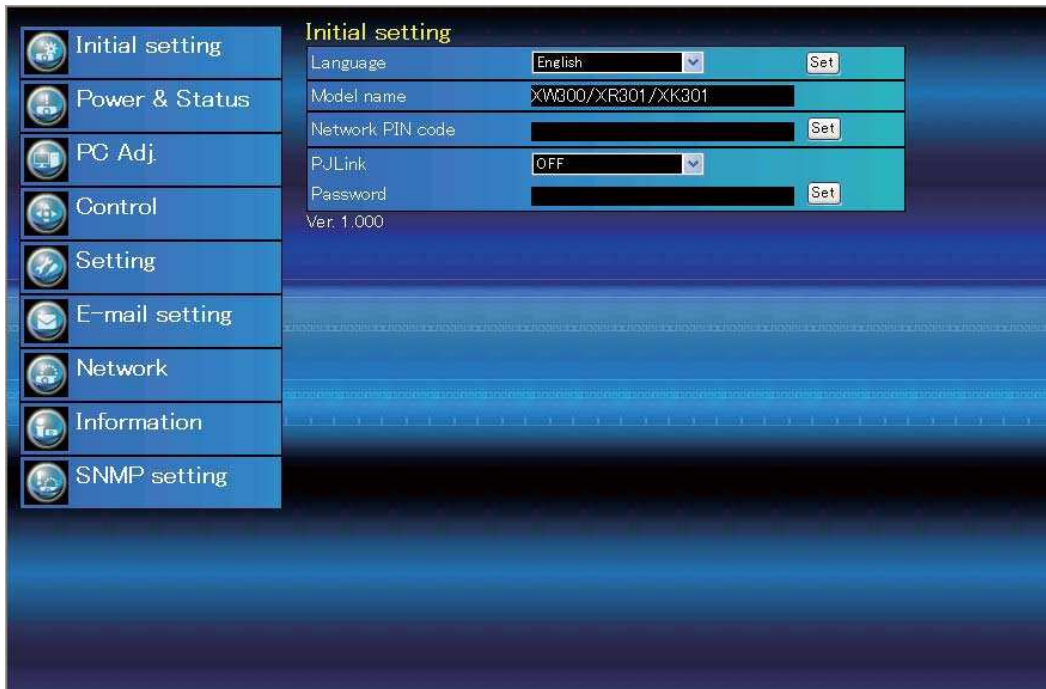 Initial setting
Power & Status
PC Adj.
Control
Setting
E-mail setting
Network
Information
SNMP setting
Initial setting
Language English Set
Model name XW300/XR301/XK301
Network PIN code Set
PJLink OFF
Password Set
Ver. 1.000